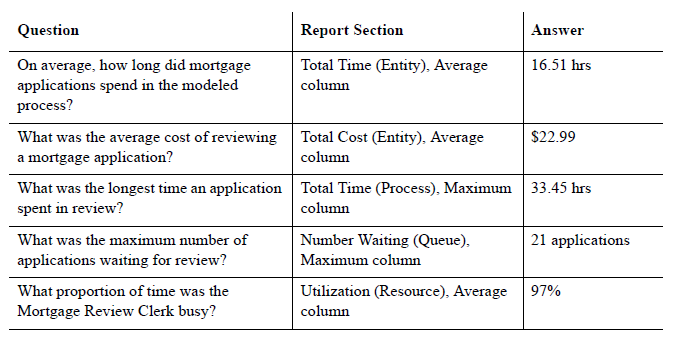 Question Report Section Answer
On average, how long did mortgage Total Time (Entity), Average 16.51 hrs
applications spend in the modeled column
process?
What was the average cost of reviewing Total Cost (Entity), Average $22.99
a mortgage application? column
What was the longest time an application Total Time (Process), Maximum 33.45 hrs
spent in review? column
What was the maximum number of Number Waiting (Queue), 21 applications
applications waiting for review? Maximum column
What proportion of time was the Utilization (Resource), Average 97%
Mortgage Review Clerk busy? column